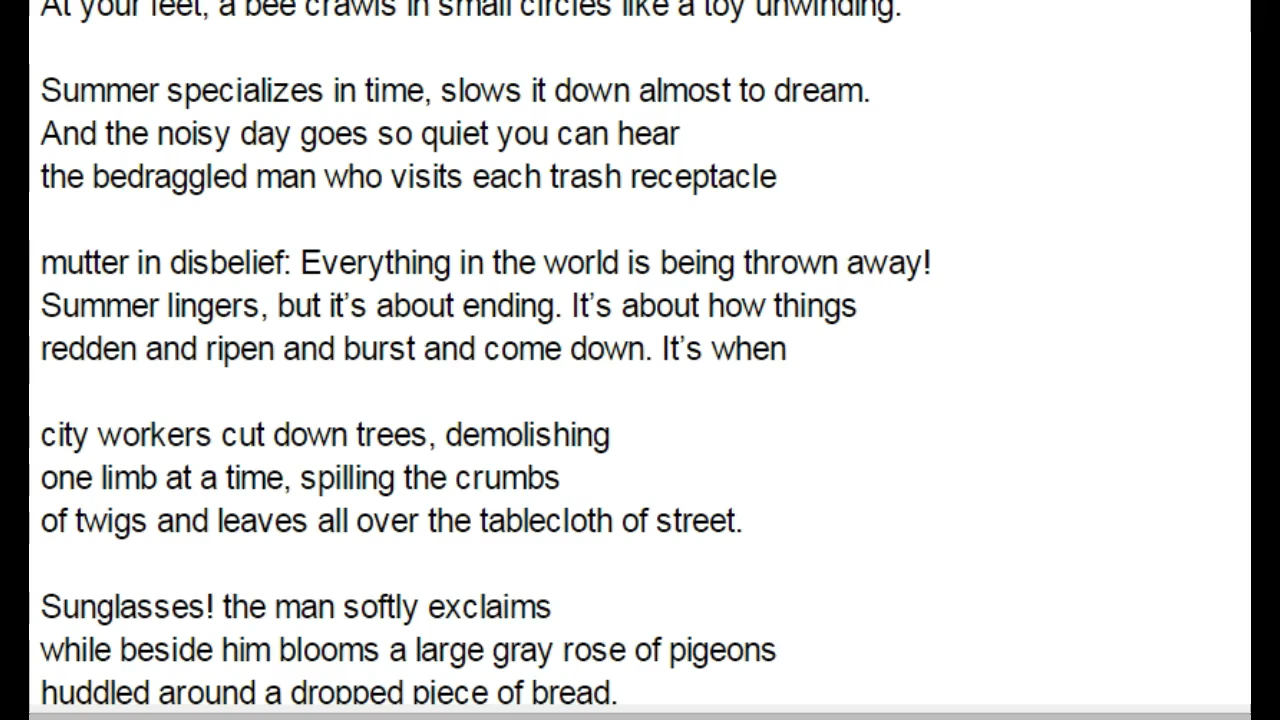 At your feet, a bee crawls in small circles like a toy unwinding.
Summer specializes in time, slows it down almost to dream.
And the noisy day goes so quiet you can hear
the bedraggled man who visits each trash receptacle
mutter in disbelief: Everything in the world is being thrown away!
Summer lingers, but it’s about ending. It’s about how things
redden and ripen and burst and come down. It’s when
city workers cut down trees, demolishing
one limb at a time, spilling the crumbs
of twigs and leaves all over the tablecloth of street.
Sunglasses! the man softly exclaims
while beside him blooms a large gray rose of pigeons
huddled around a dropped piece of bread.